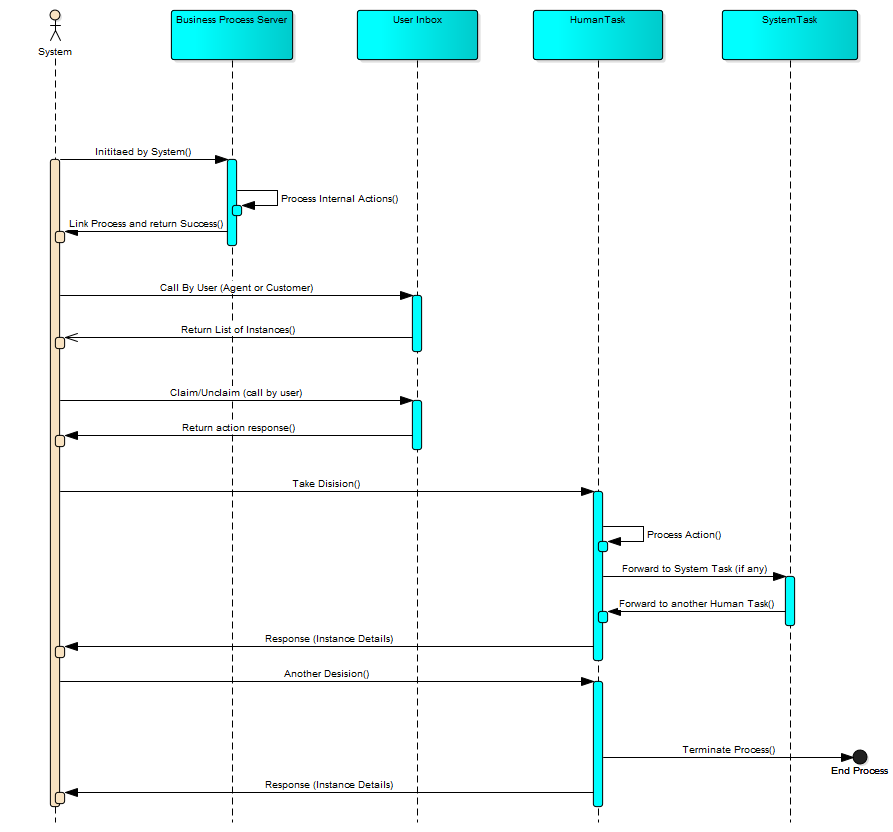 System
Business Process Server
User Inbox
HumanTask
SystemTask
Inititaed by System()
Process Internal Actions()
Link Process and return Success()
Call By User (Agent or Customer)
Return List of Instances()
Claim/Unclaim (call by user)
Return action response()
Take Disision()
Process Action()
Forward to System Task (if any)
Forward to another Human Task()
Response (Instance Details)
Another Desision()
Terminate Process()
End Process
Response (Instance Details)